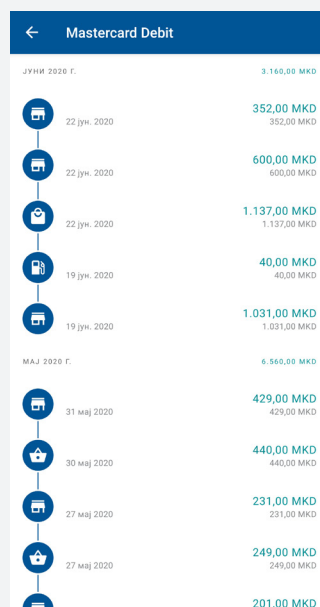 Mastercard Debit
ЈУНИ 2020 Г. 3.160,00 MKD
352,00 MKD
22 јун. 2020 352,00 MKD
600,00 MKD
22 јун. 2020 600,00 MKD
1.137,00 MKD
22 јун. 2020 1.137,00 MKD
40,00 MKD
19 јун. 2020 40,00 MKD
1.031,00 MKD
19 јун. 2020 1.031,00 MKD
МАЈ 2020 Г. 6.560,00 MKD
429,00 MKD
31 мај 2020 429,00 MKD
440,00 MKD
30 мај 2020 440,00 MKD
231,00 MKD
27 мај 2020 231,00 MKD
249,00 MKD
27 мај 2020 249,00 MKD
201,00 MKD